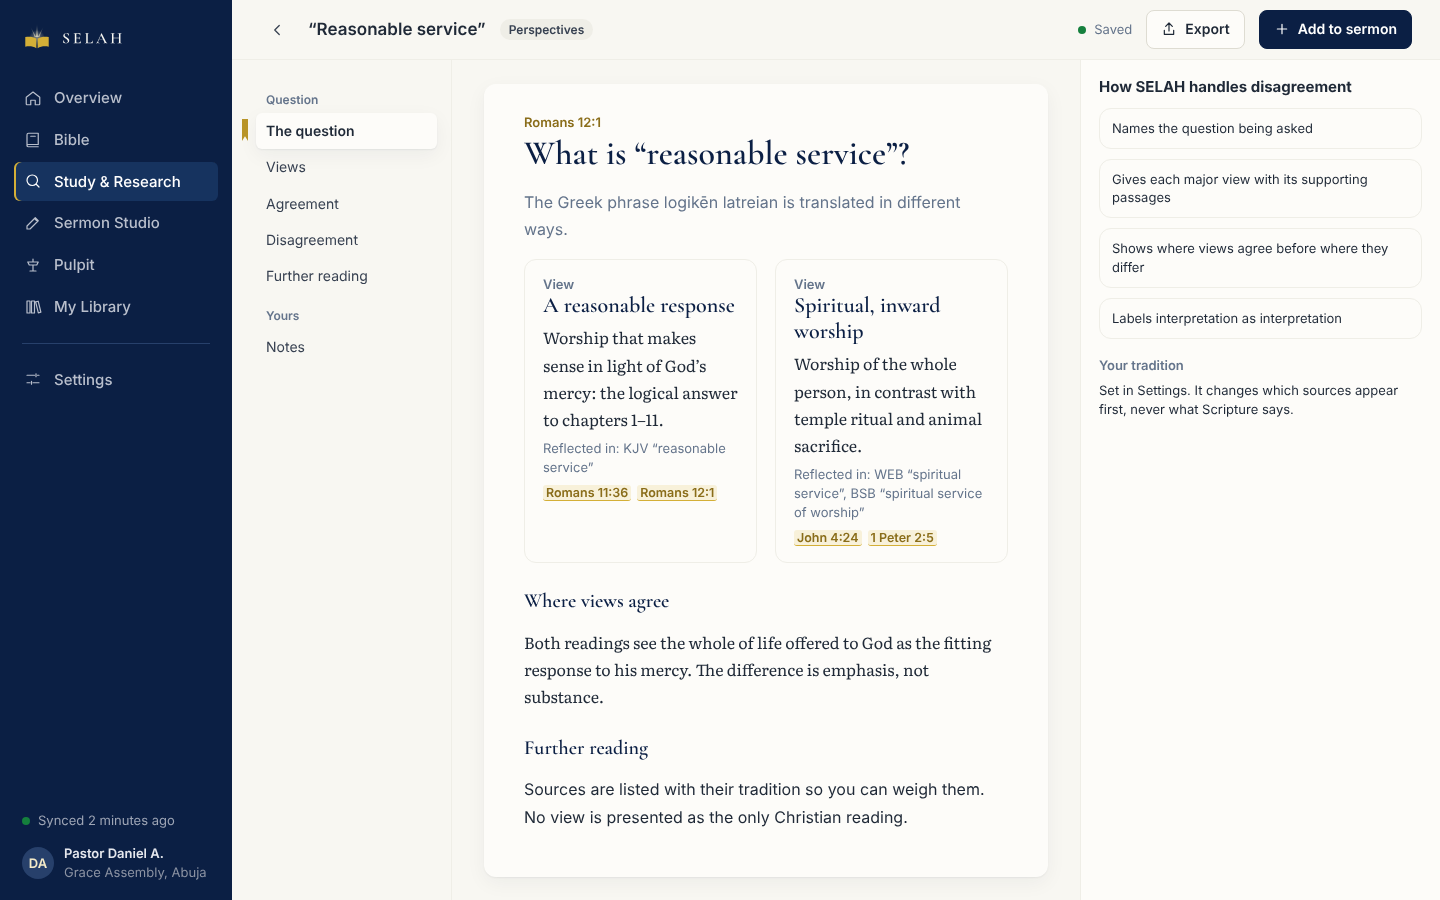 SELAH
Overview
Bible
Study & Research
Sermon Studio
Pulpit
My Library
Settings
Synced 2 minutes ago
DA
Pastor Daniel A.
Grace Assembly, Abuja
“Reasonable service”
Perspectives
Saved
Export
Add to sermon
Question
The question
Views
Agreement
Disagreement
Further reading
Yours
Notes
Romans 12:1
What is “reasonable service”?
The Greek phrase logikēn latreian is translated in different
ways.
View
A reasonable response
Worship that makes
sense in light of God’s
mercy: the logical answer
to chapters 1–11.
Reflected in: KJV “reasonable
service”
Romans 11:36 Romans 12:1
View
Spiritual, inward
worship
Worship of the whole
person, in contrast with
temple ritual and animal
sacrifice.
Reflected in: WEB “spiritual
service”, BSB “spiritual service
of worship”
John 4:24 1 Peter 2:5
Where views agree
Both readings see the whole of life offered to God as the fitting
response to his mercy. The difference is emphasis, not
substance.
Further reading
Sources are listed with their tradition so you can weigh them.
No view is presented as the only Christian reading.
How SELAH handles disagreement
Names the question being asked
Gives each major view with its supporting
passages
Shows where views agree before where they
differ
Labels interpretation as interpretation
Your tradition
Set in Settings. It changes which sources appear
first, never what Scripture says.